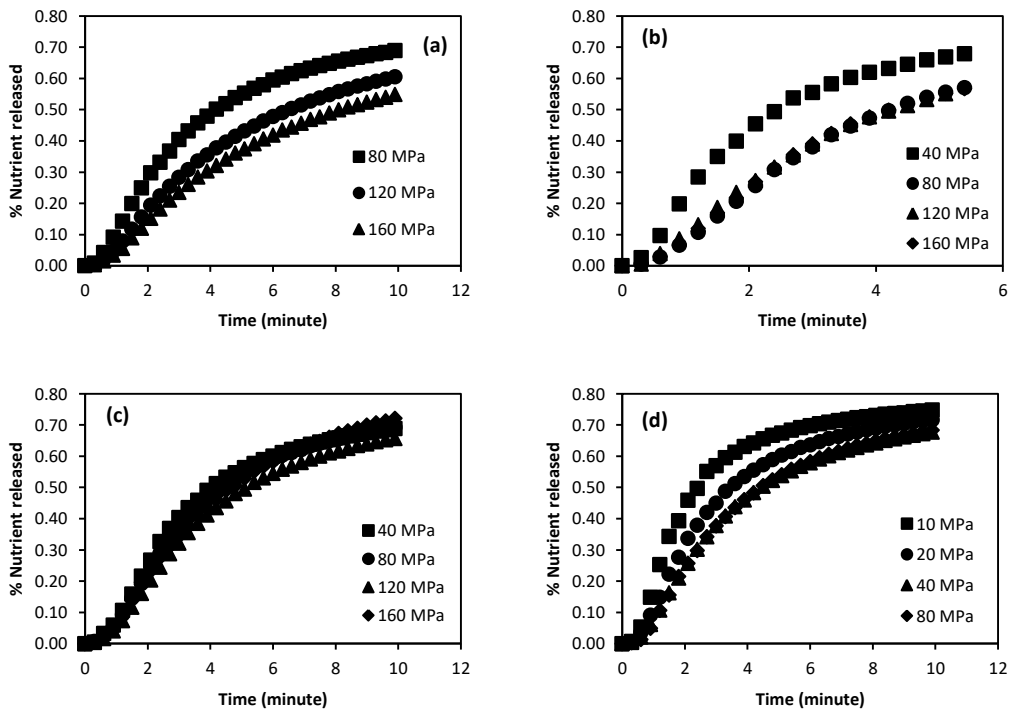 (a)
% Nutrient released
0.80
0.70
0.60
0.50
0.40
0.30
0.20
0.10
0.00
80 MPa
120 MPa
160 MPa
0 2 4 6 8 10 12
Time (minute)
(b)
% Nutrient released
0.80
0.70
0.60
0.50
0.40
0.30
0.20
0.10
0.00
40 MPa
80 MPa
120 MPa
160 MPa
0 2 4 6
Time (minute)
(c)
% Nutrient released
0.80
0.70
0.60
0.50
0.40
0.30
0.20
0.10
0.00
40 MPa
80 MPa
120 MPa
160 MPa
0 2 4 6 8 10 12
Time (minute)
(d)
% Nutrient released
0.80
0.70
0.60
0.50
0.40
0.30
0.20
0.10
0.00
10 MPa
20 MPa
40 MPa
80 MPa
0 2 4 6 8 10 12
Time (minute)